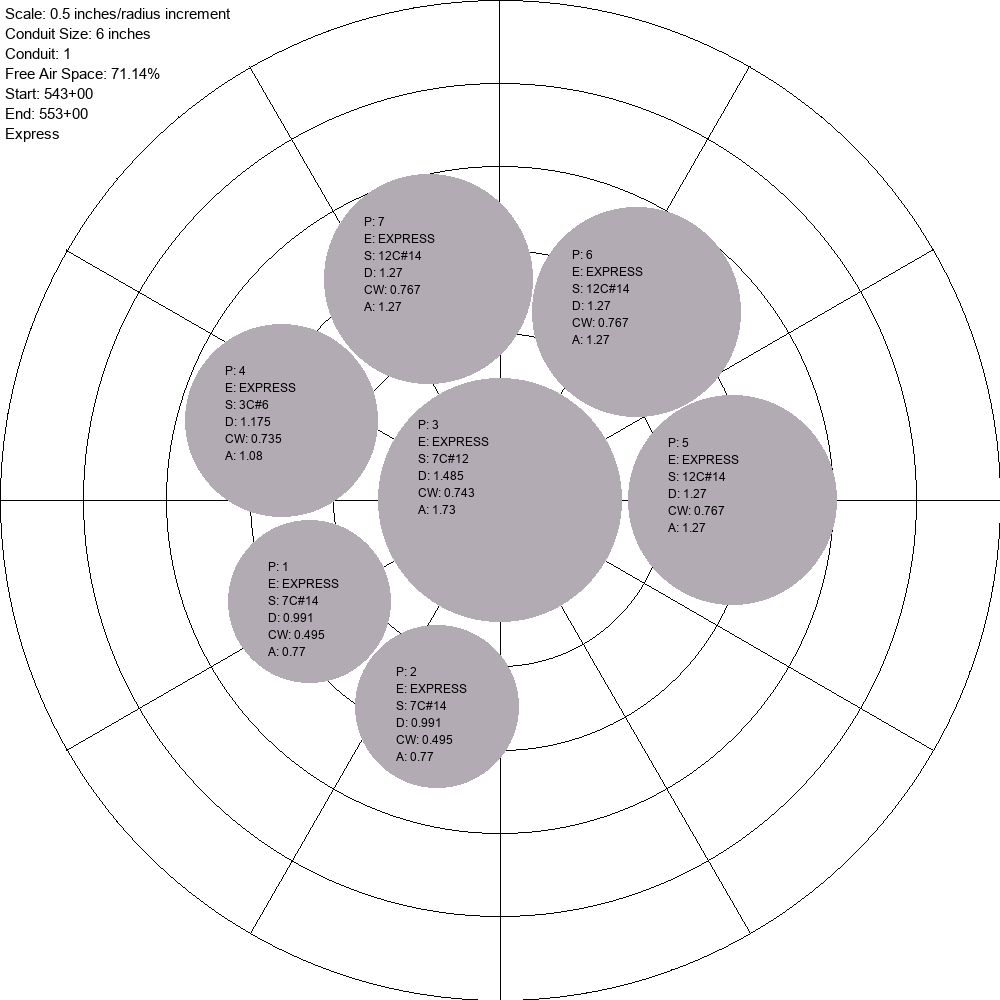 Scale: 0.5 inches/radius increment
Conduit Size: 6 inches
Conduit: 1
Free Air Space: 71.14%
Start: 543+00
End: 553+00
Express
P: 7
E: EXPRESS
S: 12C#14
D: 1.27
CW: 0.767
A: 1.27
P: 6
E: EXPRESS
S: 12C#14
D: 1.27
CW: 0.767
A: 1.27
P: 4
E: EXPRESS
S: 3C#6
D: 1.175
CW: 0.735
A: 1.08
P: 3
E: EXPRESS
S: 7C#12
D: 1.485
CW: 0.743
A: 1.73
P: 5
E: EXPRESS
S: 12C#14
D: 1.27
CW: 0.767
A: 1.27
P: 1
E: EXPRESS
S: 7C#14
D: 0.991
CW: 0.495
A: 0.77
P: 2
E: EXPRESS
S: 7C#14
D: 0.991
CW: 0.495
A: 0.77